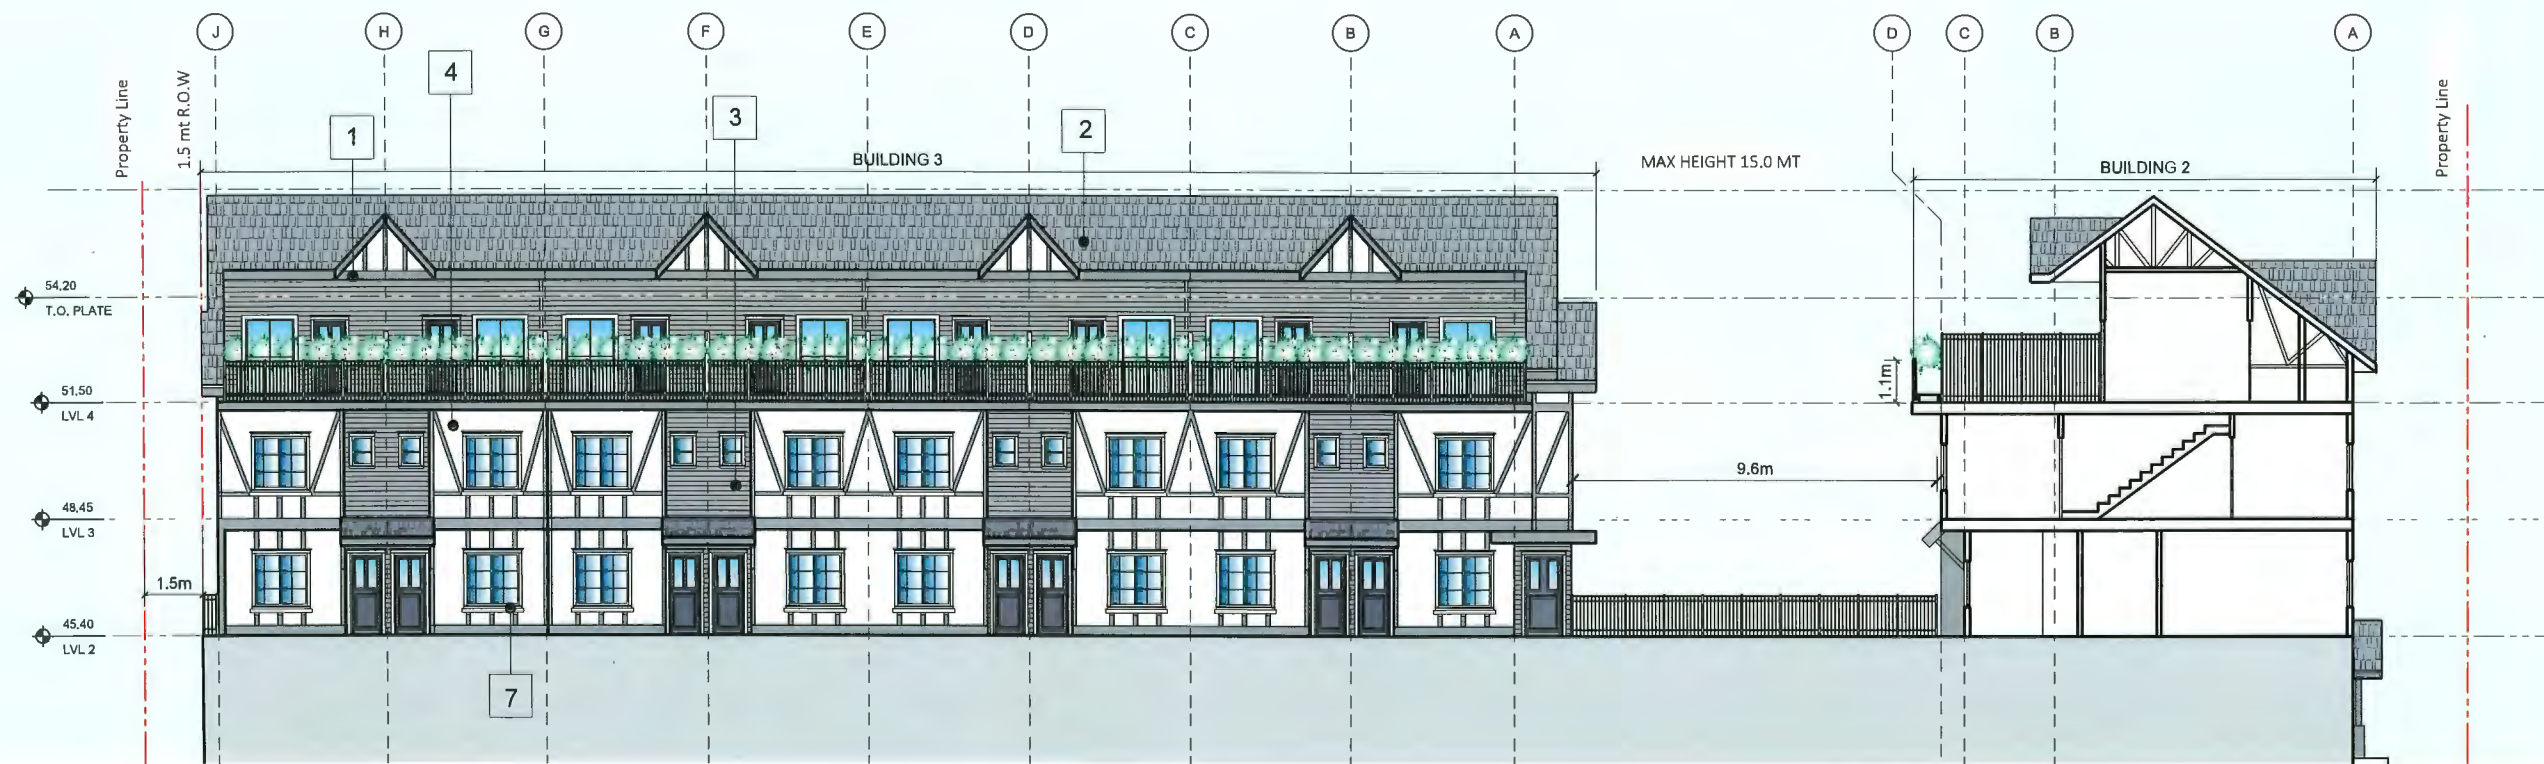 J H G F E D C B A D C B A
4
3
2
1
Property Line
1.5 mt R.O.W
BUILDING 3
MAX HEIGHT 15.0 MT
BUILDING 2
Property Line
54,20
T.O. PLATE
51,50
LVL 4
1.1m
9.6m
48,45
LVL 3
1.5m
45,40
LVL 2
7